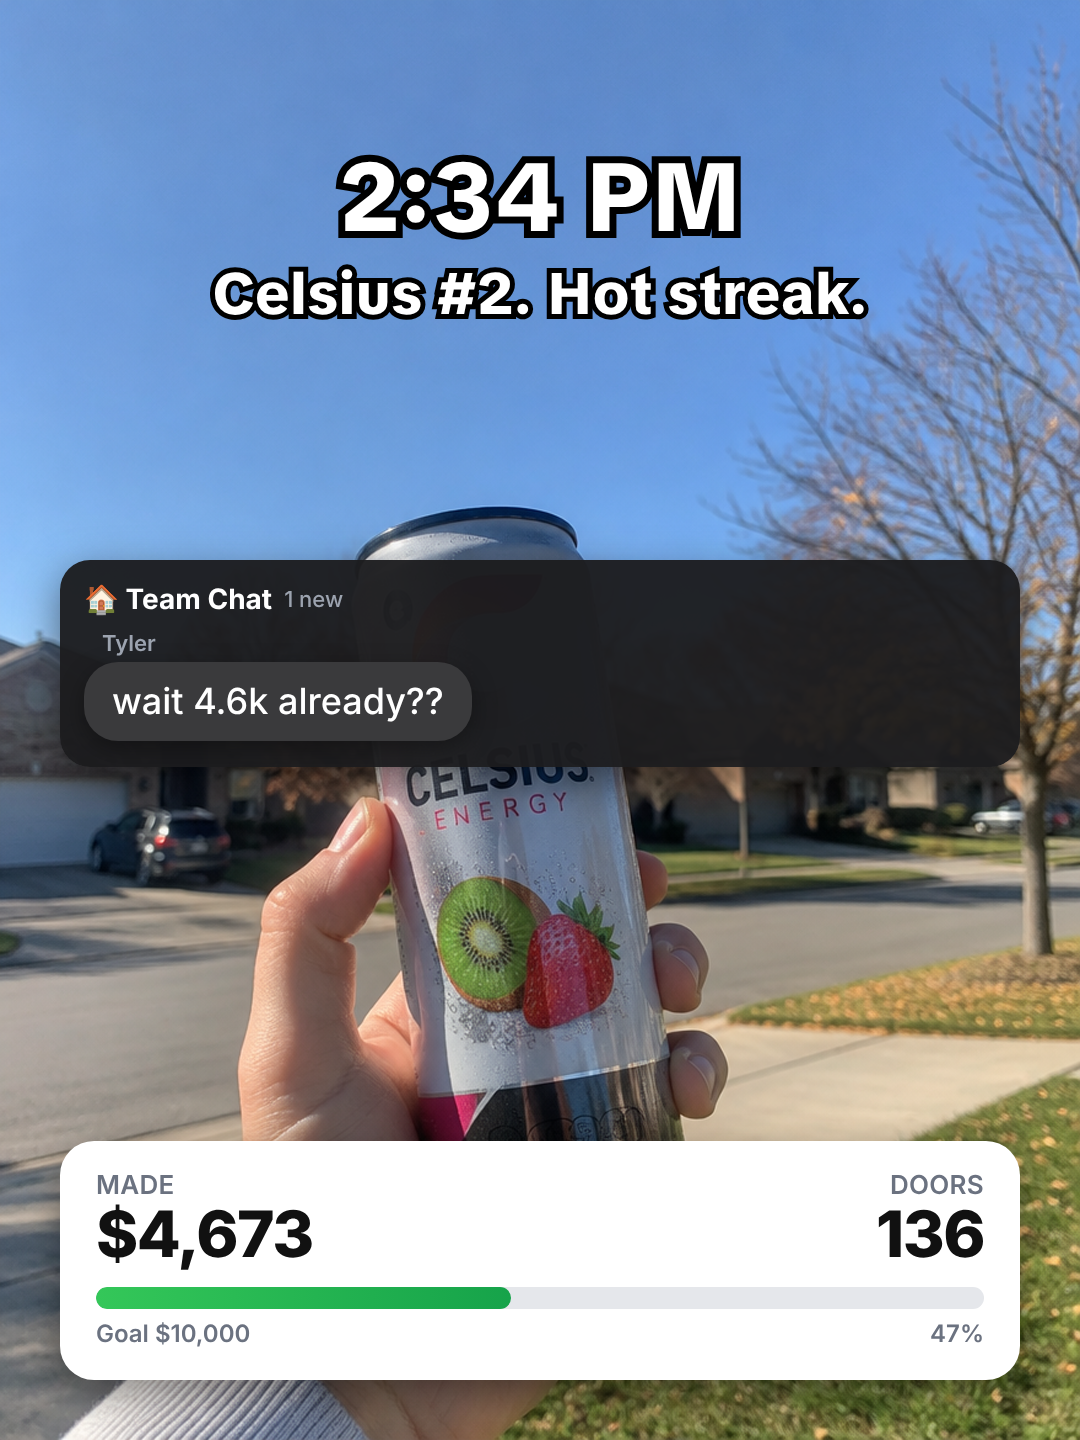 2:34 PM
Celsius #2. Hot streak.
🏠 Team Chat 1 new
Tyler
wait 4.6k already??
CELSIUS.
ENERGY
MADE
DOORS
$4,673
136
Goal $10,000
47%